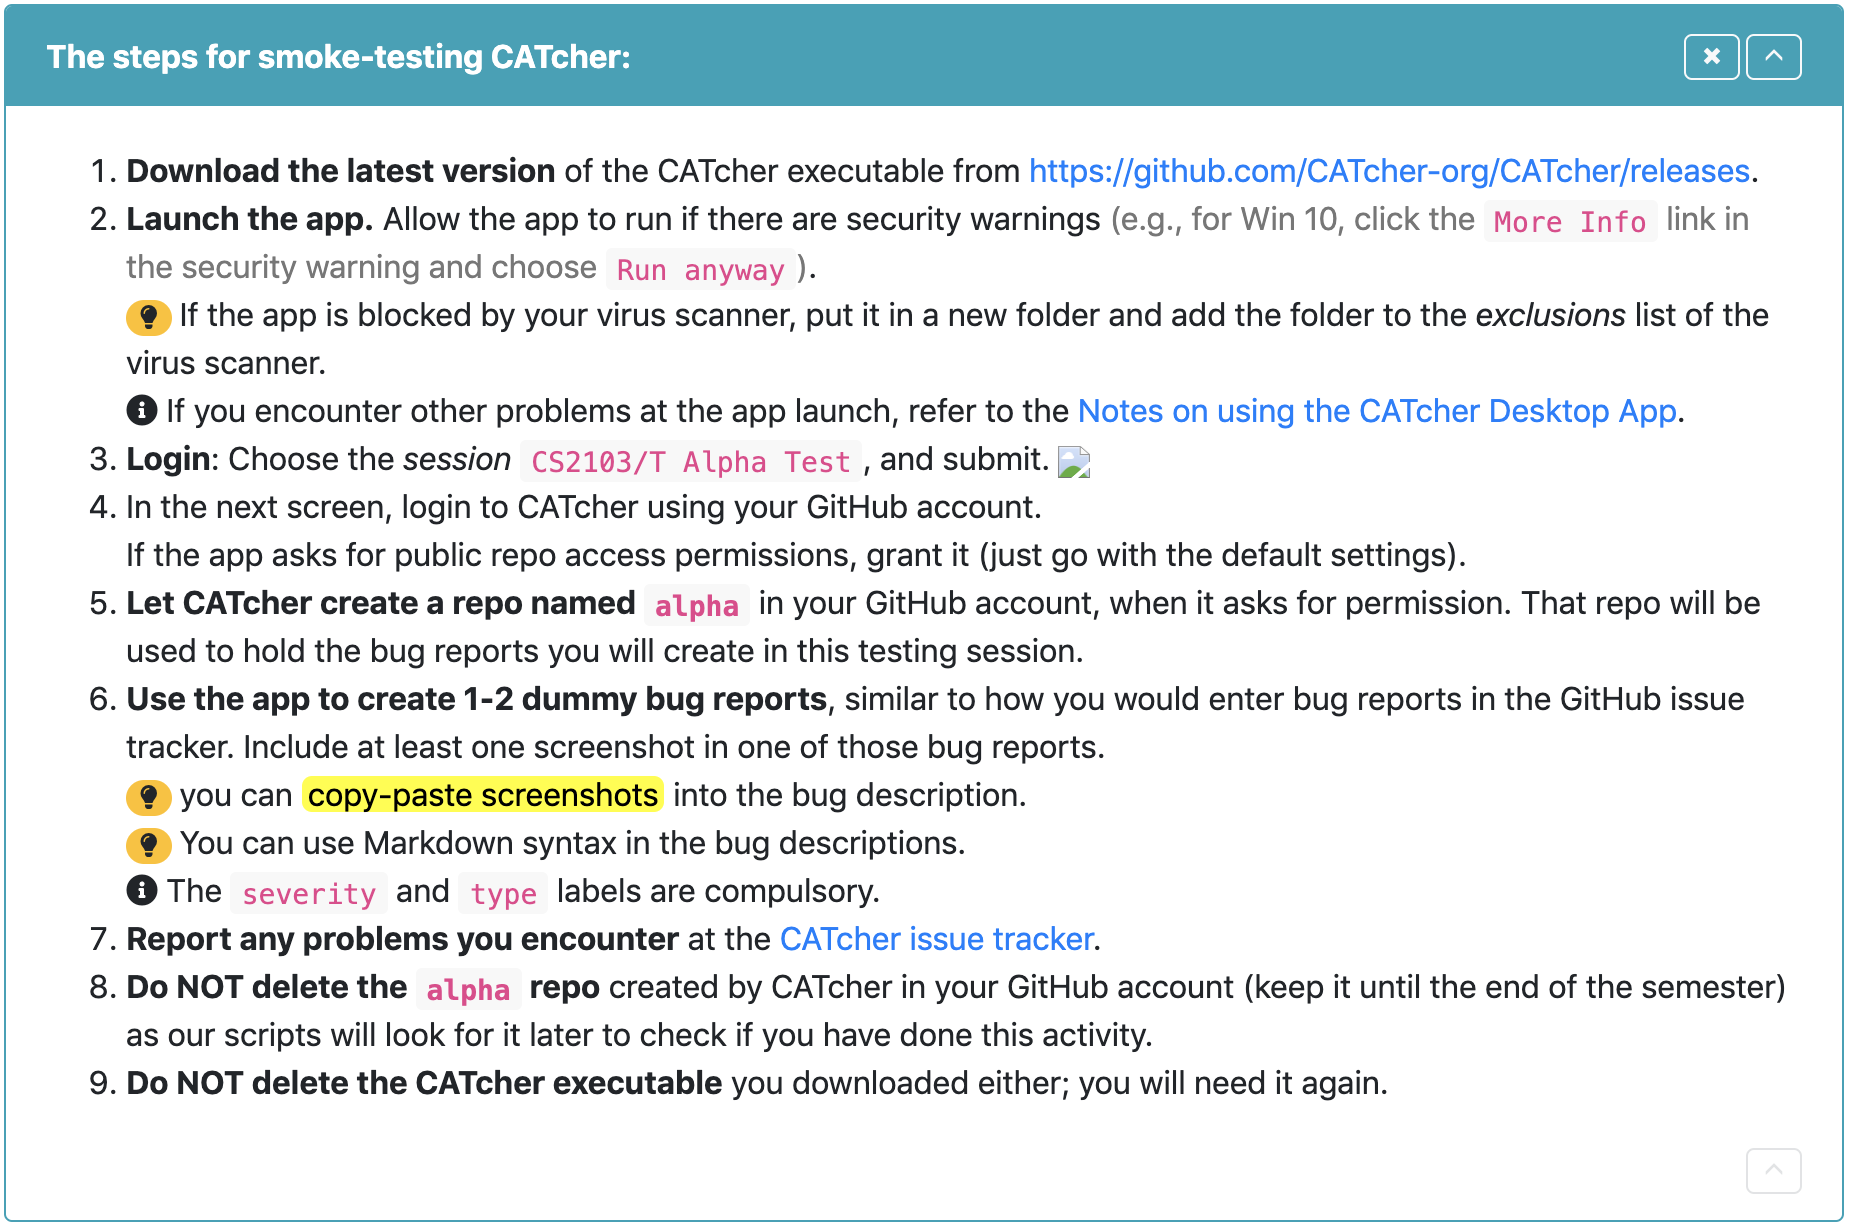 The steps for smoke-testing CATcher:
1. Download the latest version of the CATcher executable from https://github.com/CATcher-org/CATcher/releases.
2. Launch the app. Allow the app to run if there are security warnings (e.g., for Win 10, click the More Info link in
the security warning and choose Run anyway ).
If the app is blocked by your virus scanner, put it in a new folder and add the folder to the exclusions list of the
virus scanner.
If you encounter other problems at the app launch, refer to the Notes on using the CATcher Desktop App.
3. Login: Choose the session CS2103/T Alpha Test , and submit.
4. In the next screen, login to CATcher using your GitHub account.
If the app asks for public repo access permissions, grant it (just go with the default settings).
5. Let CATcher create a repo named alpha in your GitHub account, when it asks for permission. That repo will be
used to hold the bug reports you will create in this testing session.
6. Use the app to create 1-2 dummy bug reports, similar to how you would enter bug reports in the GitHub issue
tracker. Include at least one screenshot in one of those bug reports.
you can copy-paste screenshots into the bug description.
You can use Markdown syntax in the bug descriptions.
The severity and type labels are compulsory.
7. Report any problems you encounter at the CATcher issue tracker.
8. Do NOT delete the alpha repo created by CATcher in your GitHub account (keep it until the end of the semester)
as our scripts will look for it later to check if you have done this activity.
9. Do NOT delete the CATcher executable you downloaded either; you will need it again.